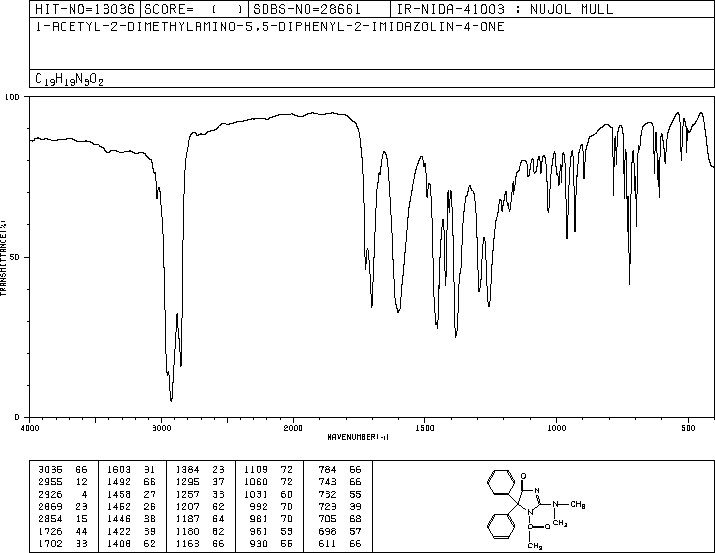 HIT-NO=13036 SCORE= ( ) SDBS-NO=28661 IR-NIDA-41003 : NUJOL MULL
1-ACETYL-2-DIMETHYLAMINO-5,5-DIPHENYL-2-IMIDAZOLIN-4-ONE
C19H19N3O2
100
50
0
TRANSMITTANCE(%)
4000 3000 2000 1500 1000 500
WAVENUMBER(-1)
3035 66 1603 31 1384 23 1109 72 784 66
2955 12 1492 66 1295 37 1060 72 743 66
2926 4 1458 27 1257 33 1031 60 732 55
2869 23 1452 26 1207 62 992 70 723 39
2854 15 1446 38 1187 64 981 70 705 68
1726 44 1422 39 1180 62 961 55 698 57
1702 33 1408 62 1163 66 930 55 611 66
O
N
N
N
CH3
CH3
C
O
CH3